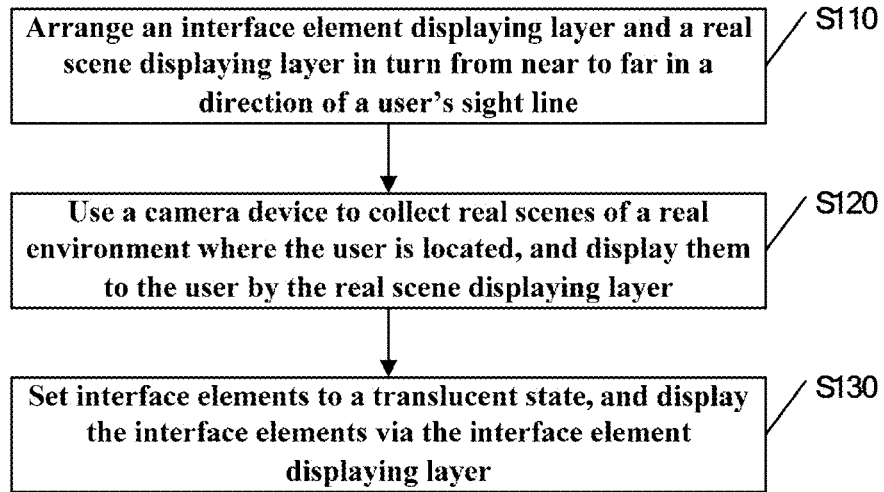 Arrange an interface element displaying layer and a real
scene displaying layer in turn from near to far in a
direction of a user's sight line
S110
Use a camera device to collect real scenes of a real
environment where the user is located, and display them
to the user by the real scene displaying layer
S120
Set interface elements to a translucent state, and display
the interface elements via the interface element
displaying layer
S130